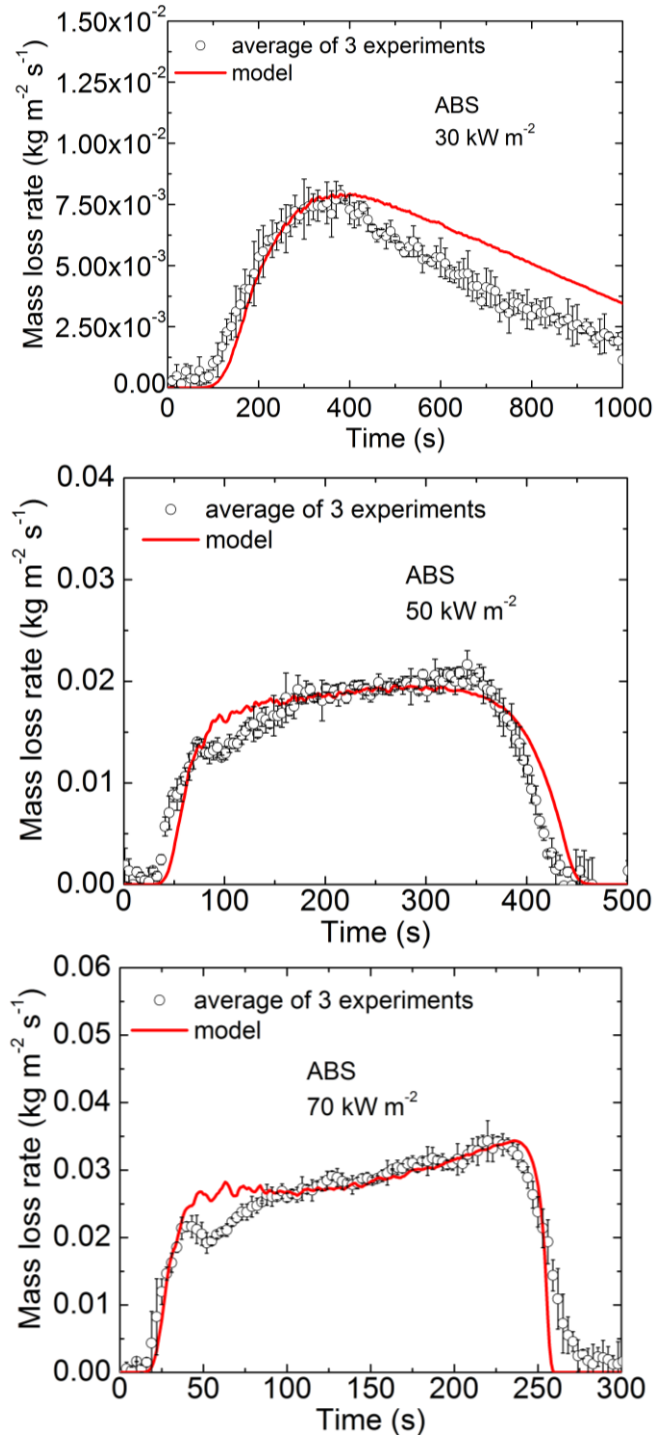 1.50x10⁻²
1.25x10⁻²
1.00x10⁻²
7.50x10⁻³
5.00x10⁻³
2.50x10⁻³
0.00
Mass loss rate (kg m⁻² s⁻¹)
average of 3 experiments
model
ABS
30 kW m⁻²
0 200 400 600 800 1000
Time (s)
0.04
0.03
0.02
0.01
0.00
Mass loss rate (kg m⁻² s⁻¹)
average of 3 experiments
model
ABS
50 kW m⁻²
0 100 200 300 400 500
Time (s)
0.06
0.05
0.04
0.03
0.02
0.01
0.00
Mass loss rate (kg m⁻² s⁻¹)
average of 3 experiments
model
ABS
70 kW m⁻²
0 50 100 150 200 250 300
Time (s)